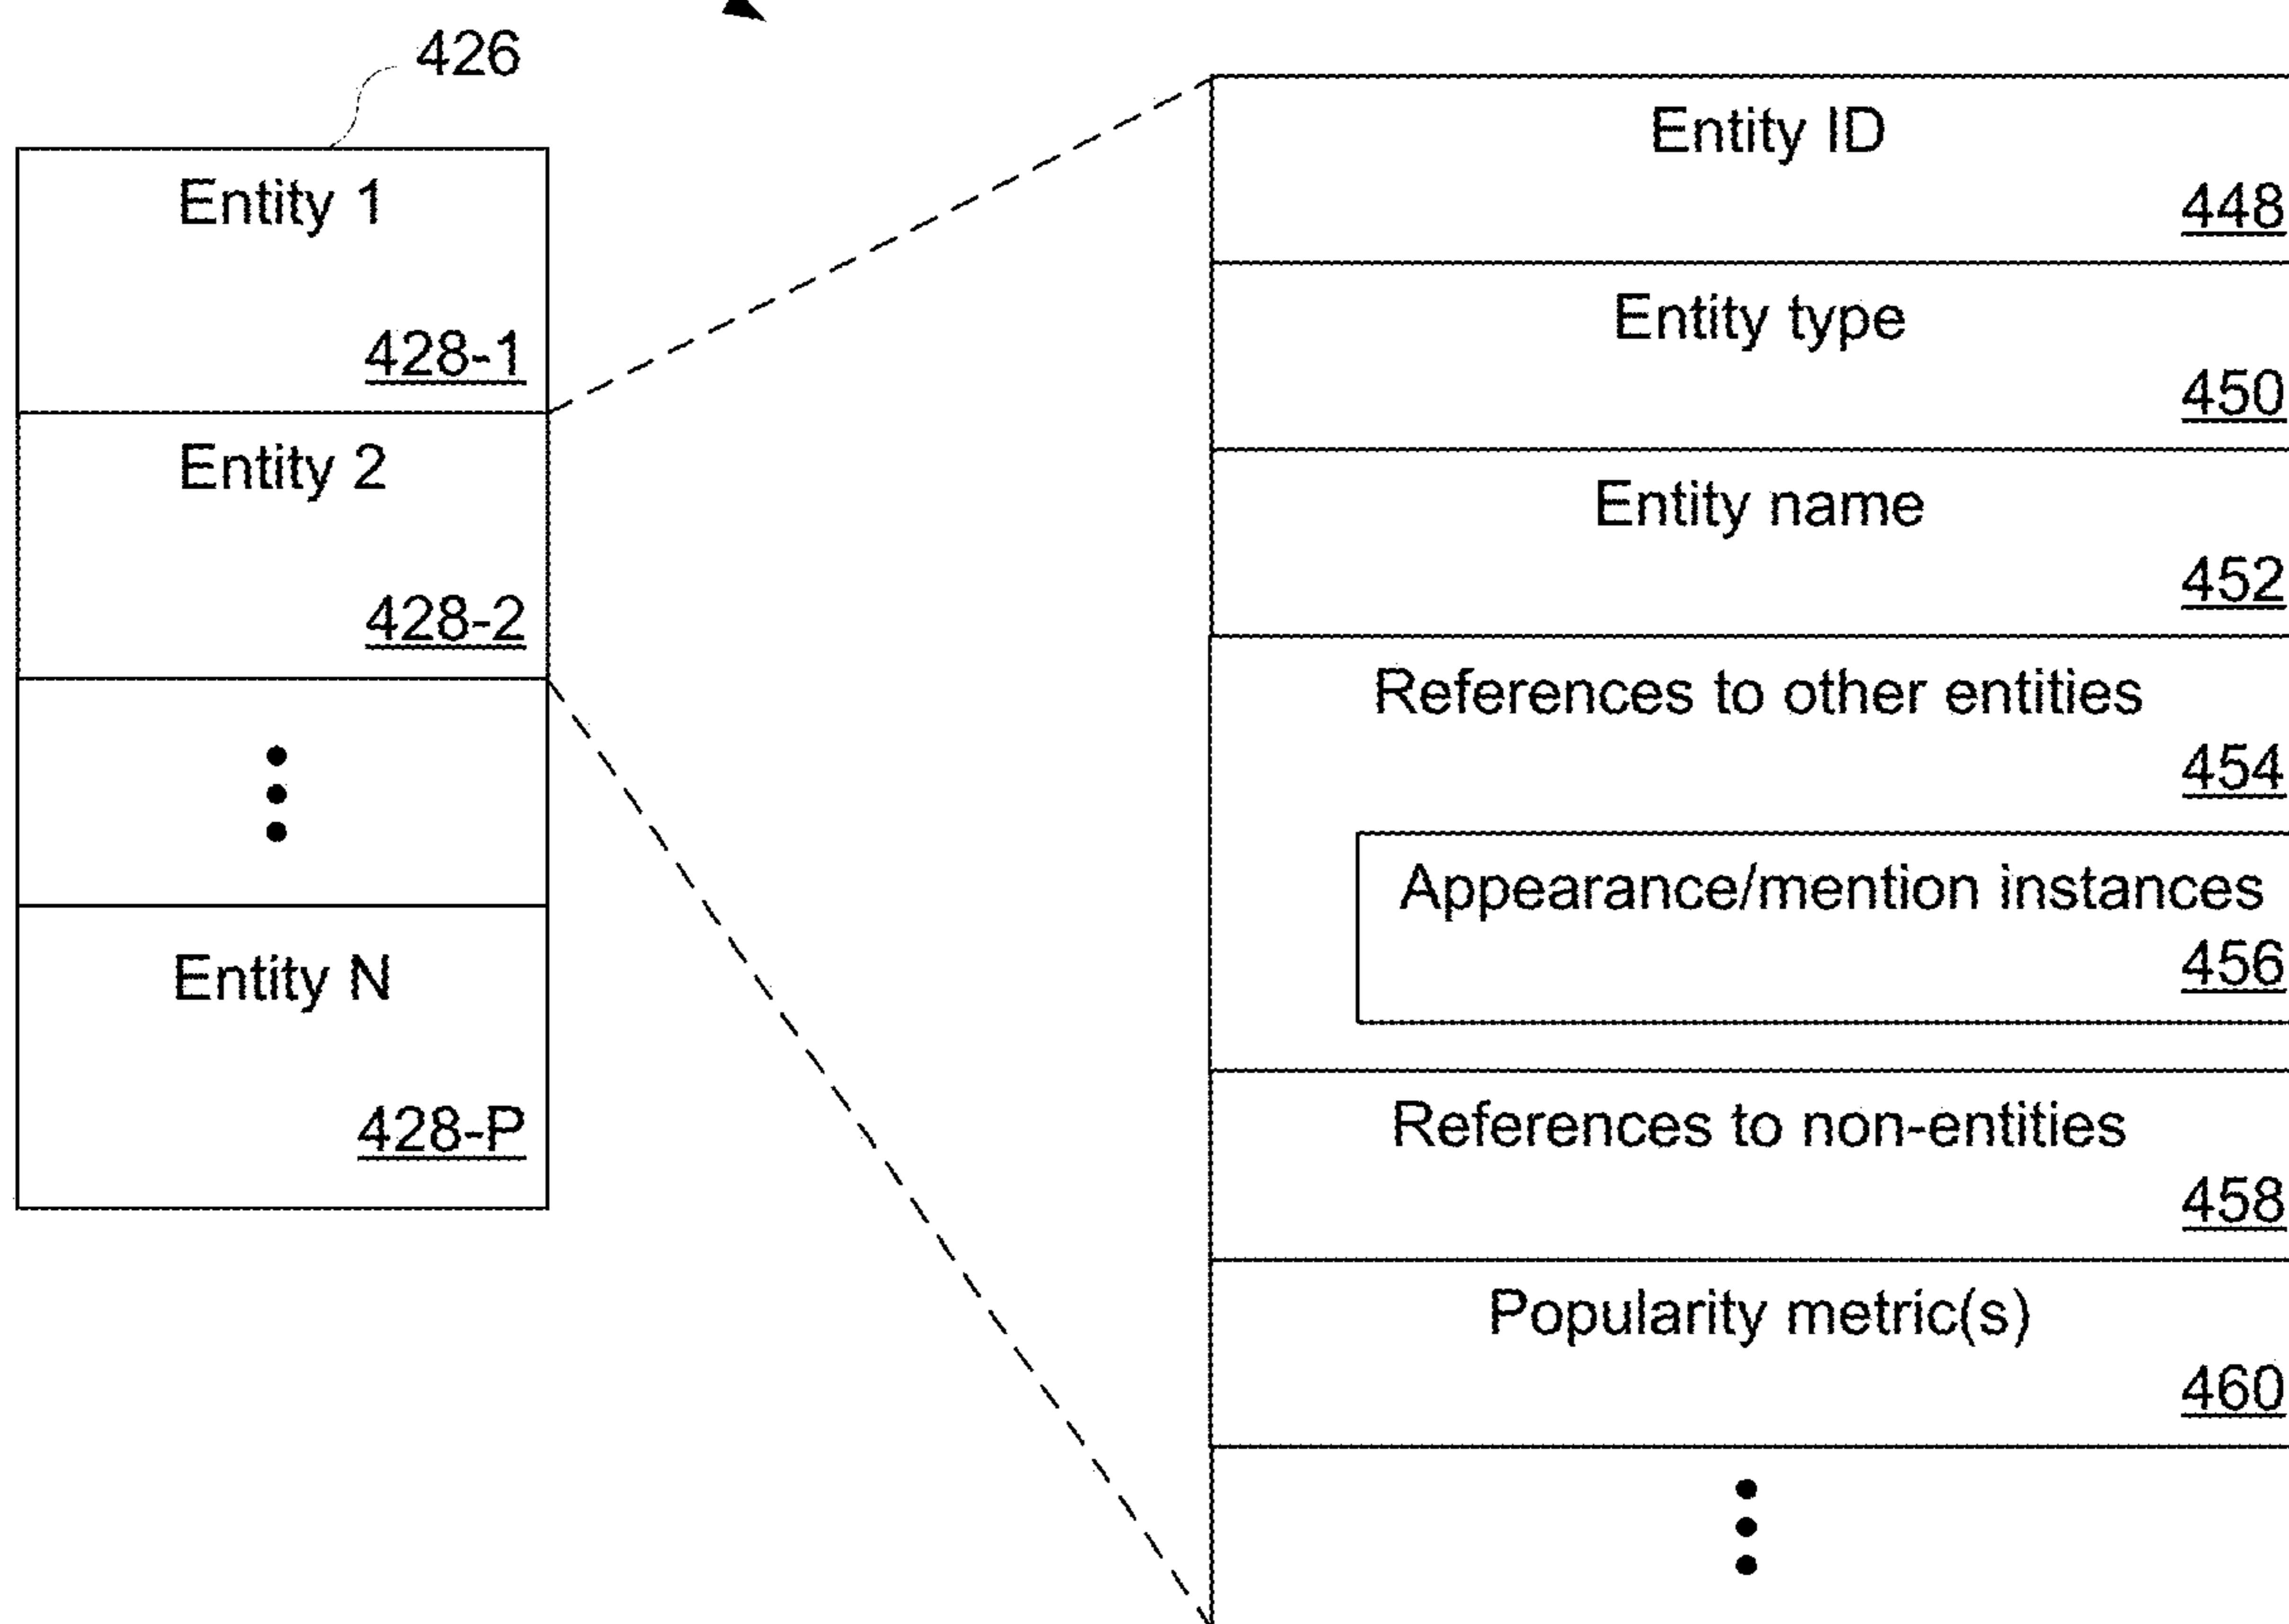 426
Entity 1
428-1
Entity 2
428-2
Entity N
428-P
Entity ID
448
Entity type
450
Entity name
452
References to other entities
454
Appearance/mention instances
456
References to non-entities
458
Popularity metric(s)
460